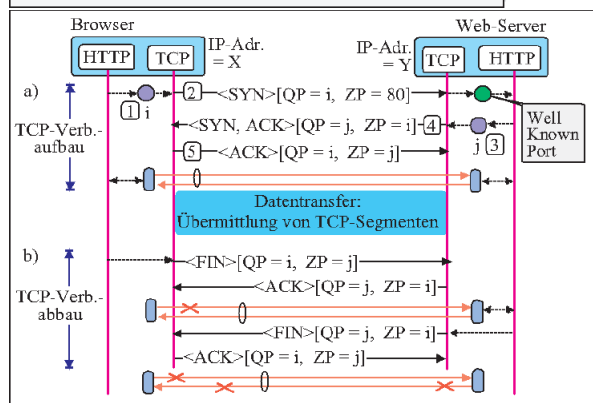 Browser
Web-Server
HTTP
TCP
IP-Adr.
= X
IP-Adr.
= Y
TCP
HTTP
a)
TCP-Verb.-
aufbau
1 i
2 <SYN>[QP = i, ZP = 80]
Well
Known
Port
<SYN, ACK>[QP = j, ZP = i] 4
j 3
5 <ACK>[QP = i, ZP = j]
Datentransfer:
Übermittlung von TCP-Segmenten
b)
TCP-Verb.-
abbau
<FIN>[QP = i, ZP = j]
<ACK>[QP = j, ZP = i]
<FIN>[QP = j, ZP = i]
<ACK>[QP = i, ZP = j]